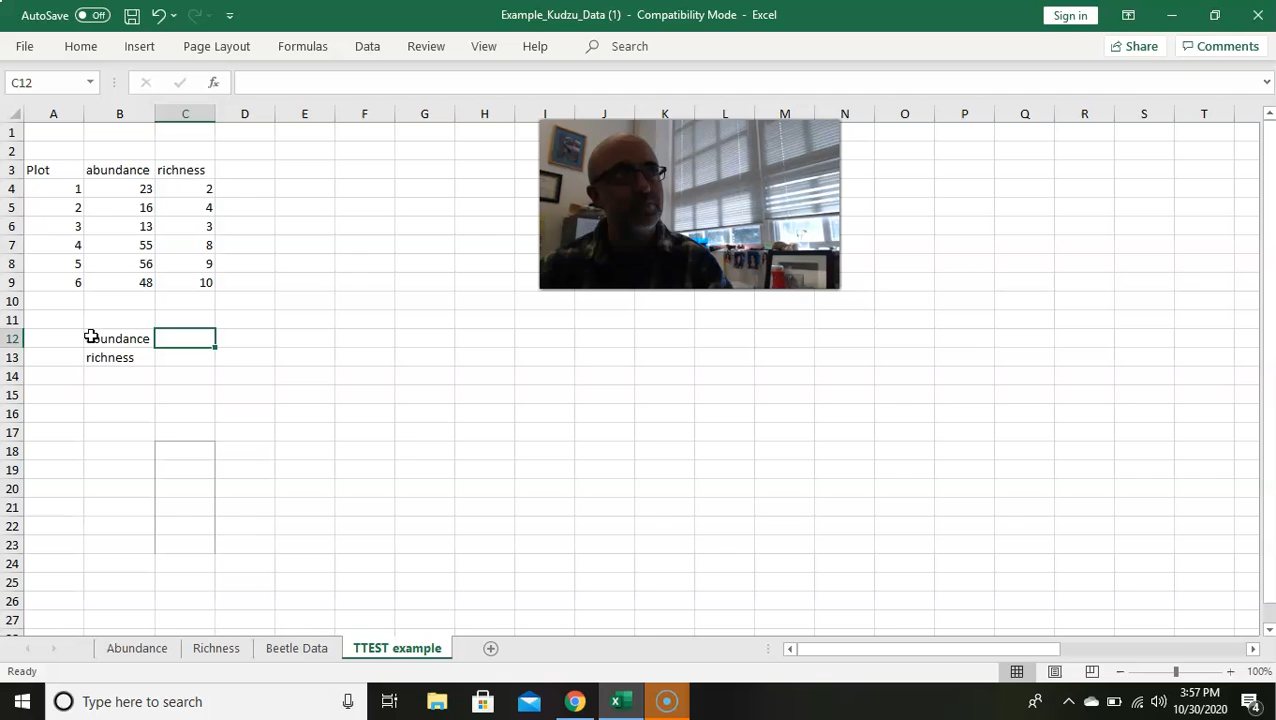 AutoSave Off
Example_Kudzu_Data (1) - Compatibility Mode - Excel
Sign in
File Home Insert Page Layout Formulas Data Review View Help Search Share Comments
C12 fx
A B C D E F G H I J K L M N O P Q R S T
1
2
3 Plot abundance richness
4 1 23 2
5 2 16 4
6 3 13 3
7 4 55 8
8 5 56 9
9 6 48 10
10
11
12 abundance
13 richness
14
15
16
17
18
19
20
21
22
23
24
25
26
27
Abundance Richness Beetle Data TTEST example
Ready 100%
Type here to search
3:57 PM
10/30/2020
4